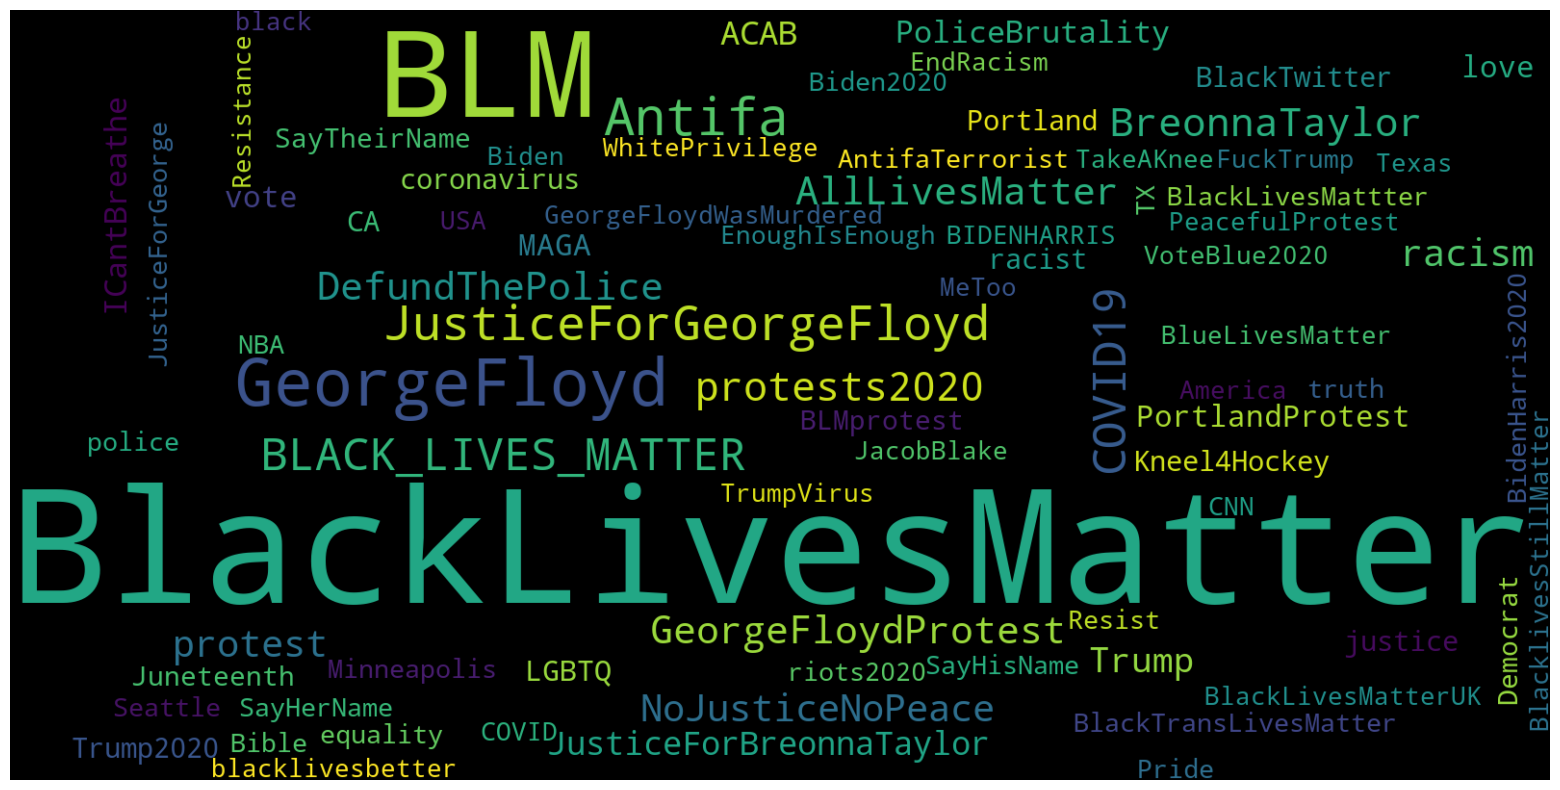 black
BLM
ACAB
PoliceBrutality
EndRacism
love
Resistance
Biden2020
BlackTwitter
ICantBreathe
Antifa
Portland
BreonnaTaylor
JusticeForGeorge
SayTheirName
WhitePrivilege
Biden
AntifaTerrorist
TakeAKnee
FuckTrump
Texas
coronavirus
AllLivesMatter
vote
TX
BlackLivesMattter
CA
USA
GeorgeFloydWasMurdered
PeacefulProtest
MAGA
EnoughIsEnough
BIDENHARRIS
racist
VoteBlue2020
racism
DefundThePolice
MeToo
JusticeForGeorgeFloyd
COVID19
BidenHarris2020
NBA
BlueLivesMatter
GeorgeFloyd
protests2020
America
truth
BLMprotest
PortlandProtest
police
BLACK_LIVES_MATTER
JacobBlake
Kneel4Hockey
TrumpVirus
CNN
BlackLivesMatter
BlacklivesStillMatter
GeorgeFloydProtest
Resist
Democrat
protest
justice
Juneteenth
Minneapolis
LGBTQ
riots2020
SayHisName
Trump
Seattle
SayHerName
NoJusticeNoPeace
BlackLivesMatterUK
BlackTransLivesMatter
Trump2020
Bible
equality
COVID
JusticeForBreonnaTaylor
blacklivesbetter
Pride